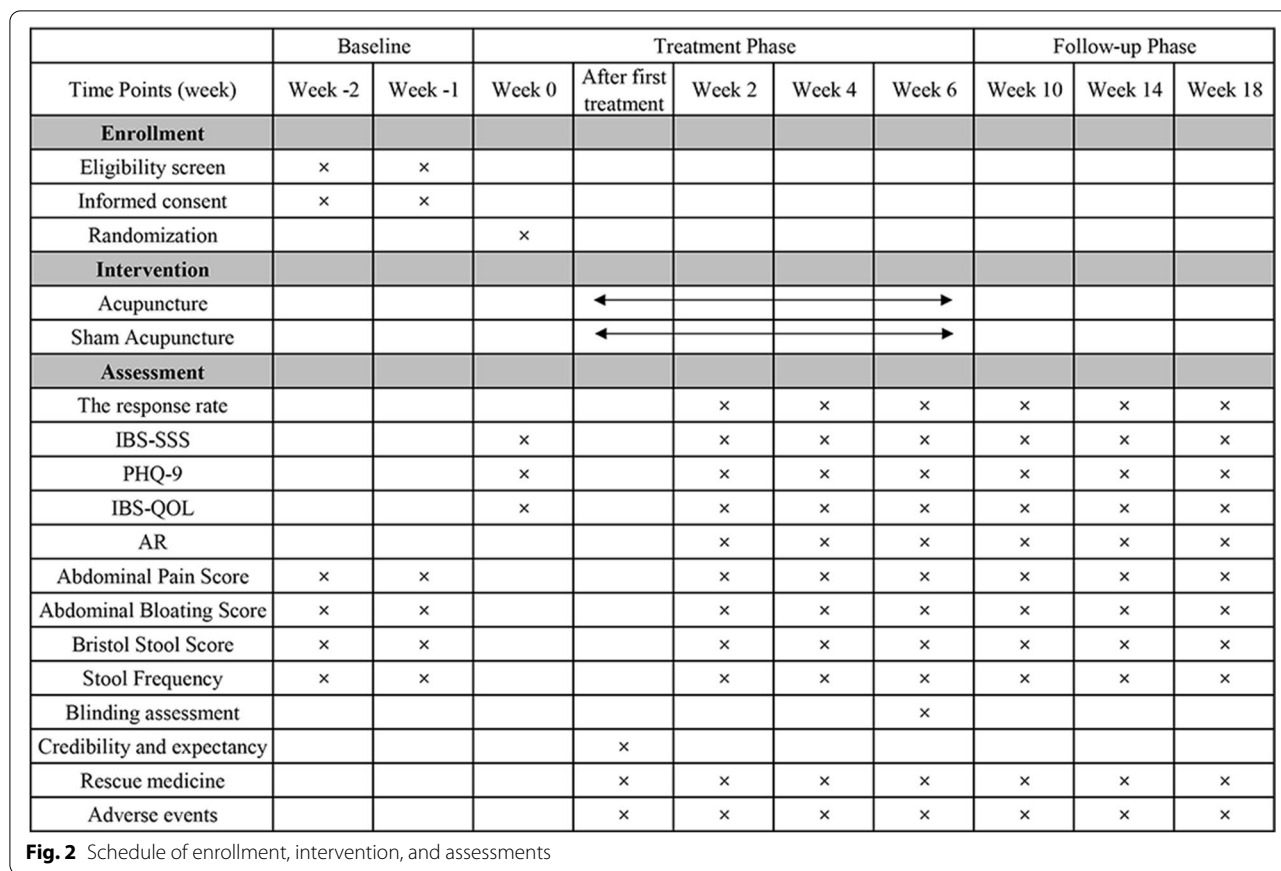 Baseline Treatment Phase Follow-up Phase
Time Points (week) Week -2 Week -1 Week 0 After first treatment Week 2 Week 4 Week 6 Week 10 Week 14 Week 18
Enrollment
Eligibility screen × ×
Informed consent × ×
Randomization ×
Intervention
Acupuncture
Sham Acupuncture
Assessment
The response rate × × × × × ×
IBS-SSS × × × × × × ×
PHQ-9 × × × × × × ×
IBS-QOL × × × × × × ×
AR × × × × × ×
Abdominal Pain Score × × × × × × × ×
Abdominal Bloating Score × × × × × × × ×
Bristol Stool Score × × × × × × × ×
Stool Frequency × × × × × × × ×
Blinding assessment ×
Credibility and expectancy ×
Rescue medicine × × × × × × ×
Adverse events × × × × × × ×
Fig. 2 Schedule of enrollment, intervention, and assessments